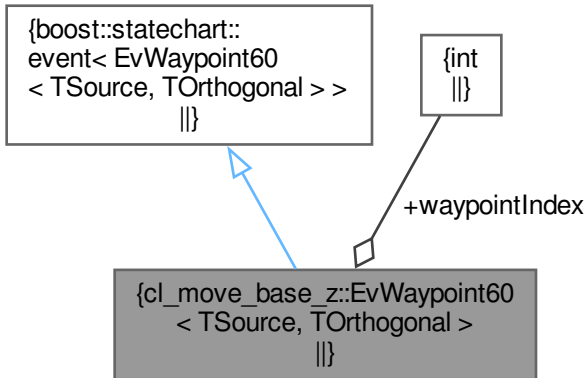 {boost::statechart::
event< EvWaypoint60
< TSource, TOrthogonal > >
||}
{int
||}
+waypointIndex
{cl_move_base_z::EvWaypoint60
< TSource, TOrthogonal >
||}